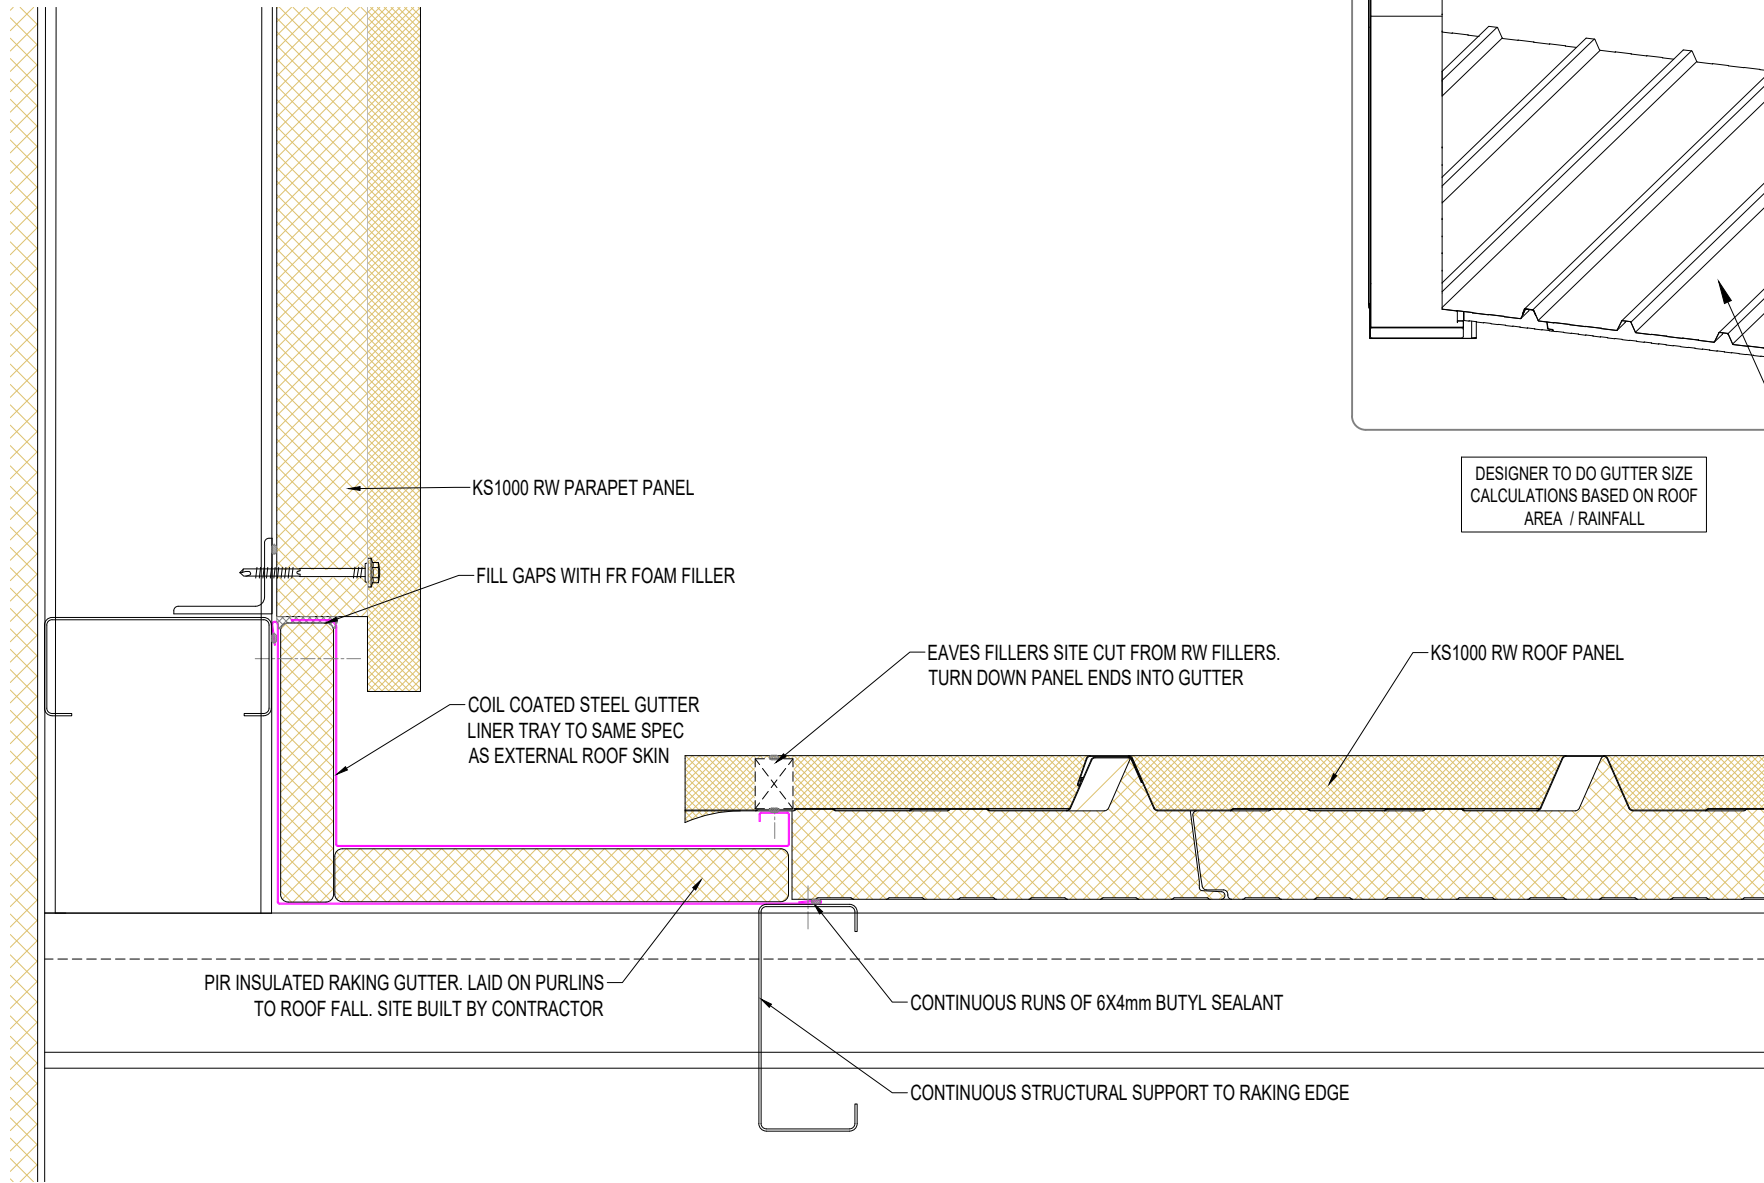 DESIGNER TO DO GUTTER SIZE
CALCULATIONS BASED ON ROOF
AREA / RAINFALL
KS1000 RW PARAPET PANEL
FILL GAPS WITH FR FOAM FILLER
EAVES FILLERS SITE CUT FROM RW FILLERS.
TURN DOWN PANEL ENDS INTO GUTTER
KS1000 RW ROOF PANEL
COIL COATED STEEL GUTTER
LINER TRAY TO SAME SPEC
AS EXTERNAL ROOF SKIN
PIR INSULATED RAKING GUTTER. LAID ON PURLINS
TO ROOF FALL. SITE BUILT BY CONTRACTOR
CONTINUOUS RUNS OF 6X4mm BUTYL SEALANT
CONTINUOUS STRUCTURAL SUPPORT TO RAKING EDGE